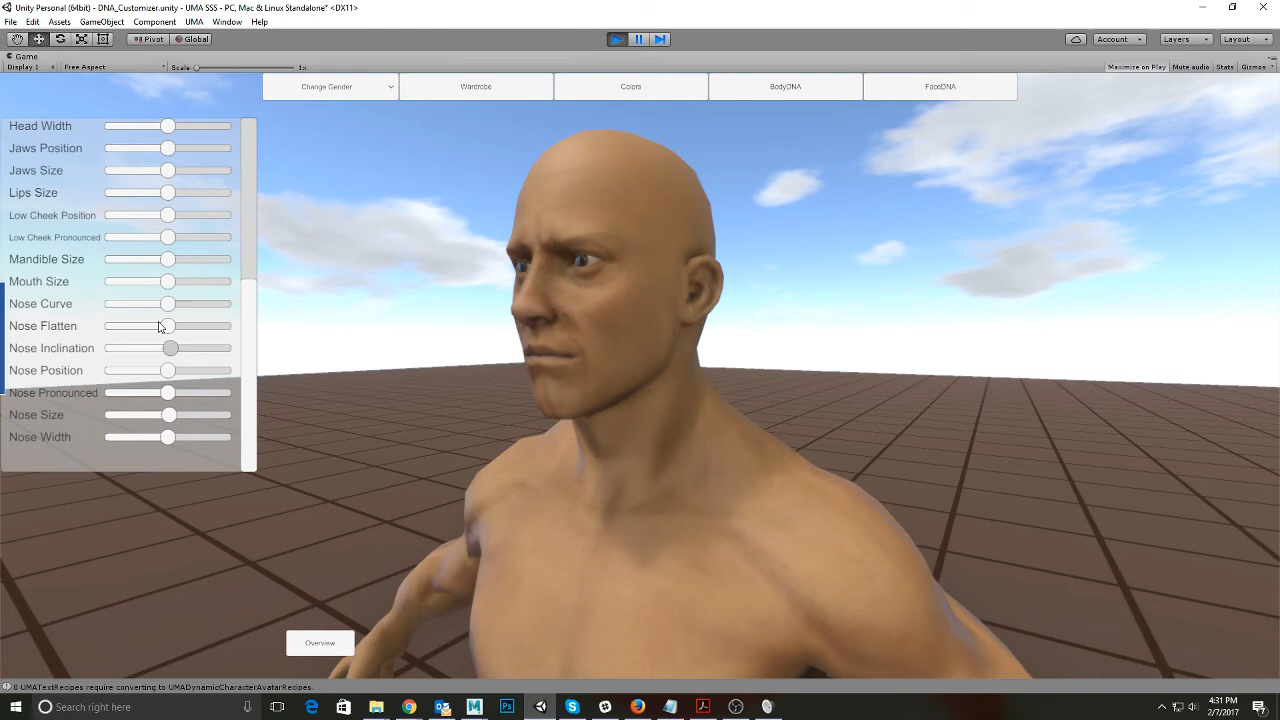 Unity Personal (64bit) - DNA_Customizer.unity - UMA SSS - PC, Mac & Linux Standalone* <DX11>
File Edit Assets GameObject Component UMA Window Help
Pivot Global Account Layers Layout
Game
Display 1 Free Aspect Scale 1x Maximize on Play Mute audio Stats Gizmos
Change Gender Wardrobe Colors BodyDNA FaceDNA
Head Width
Jaws Position
Jaws Size
Lips Size
Low Cheek Position
Low Cheek Pronounced
Mandible Size
Mouth Size
Nose Curve
Nose Flatten
Nose Inclination
Nose Position
Nose Pronounced
Nose Size
Nose Width
Overview
0 UMATextRecipes require converting to UMADynamicCharacterAvatarRecipes.
Search right here 4:31 PM
2/7/2017